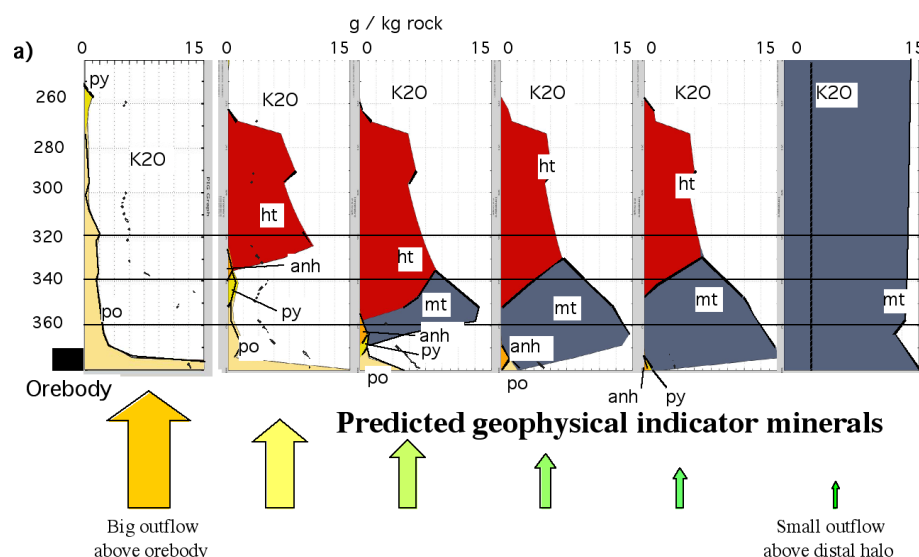 g / kg rock
a)
0 15 0 15 0 15 0 15 0 15 0 15
py
K2O
K2O
K2O
K2O
K2O
K2O
260
280
300
320
340
360
ht
ht
ht
ht
anh
py
po
po
mt
mt
mt
mt
anh
py
po
anh
po
anh
py
Orebody
Predicted geophysical indicator minerals
Big outflow
above orebody
Small outflow
above distal halo